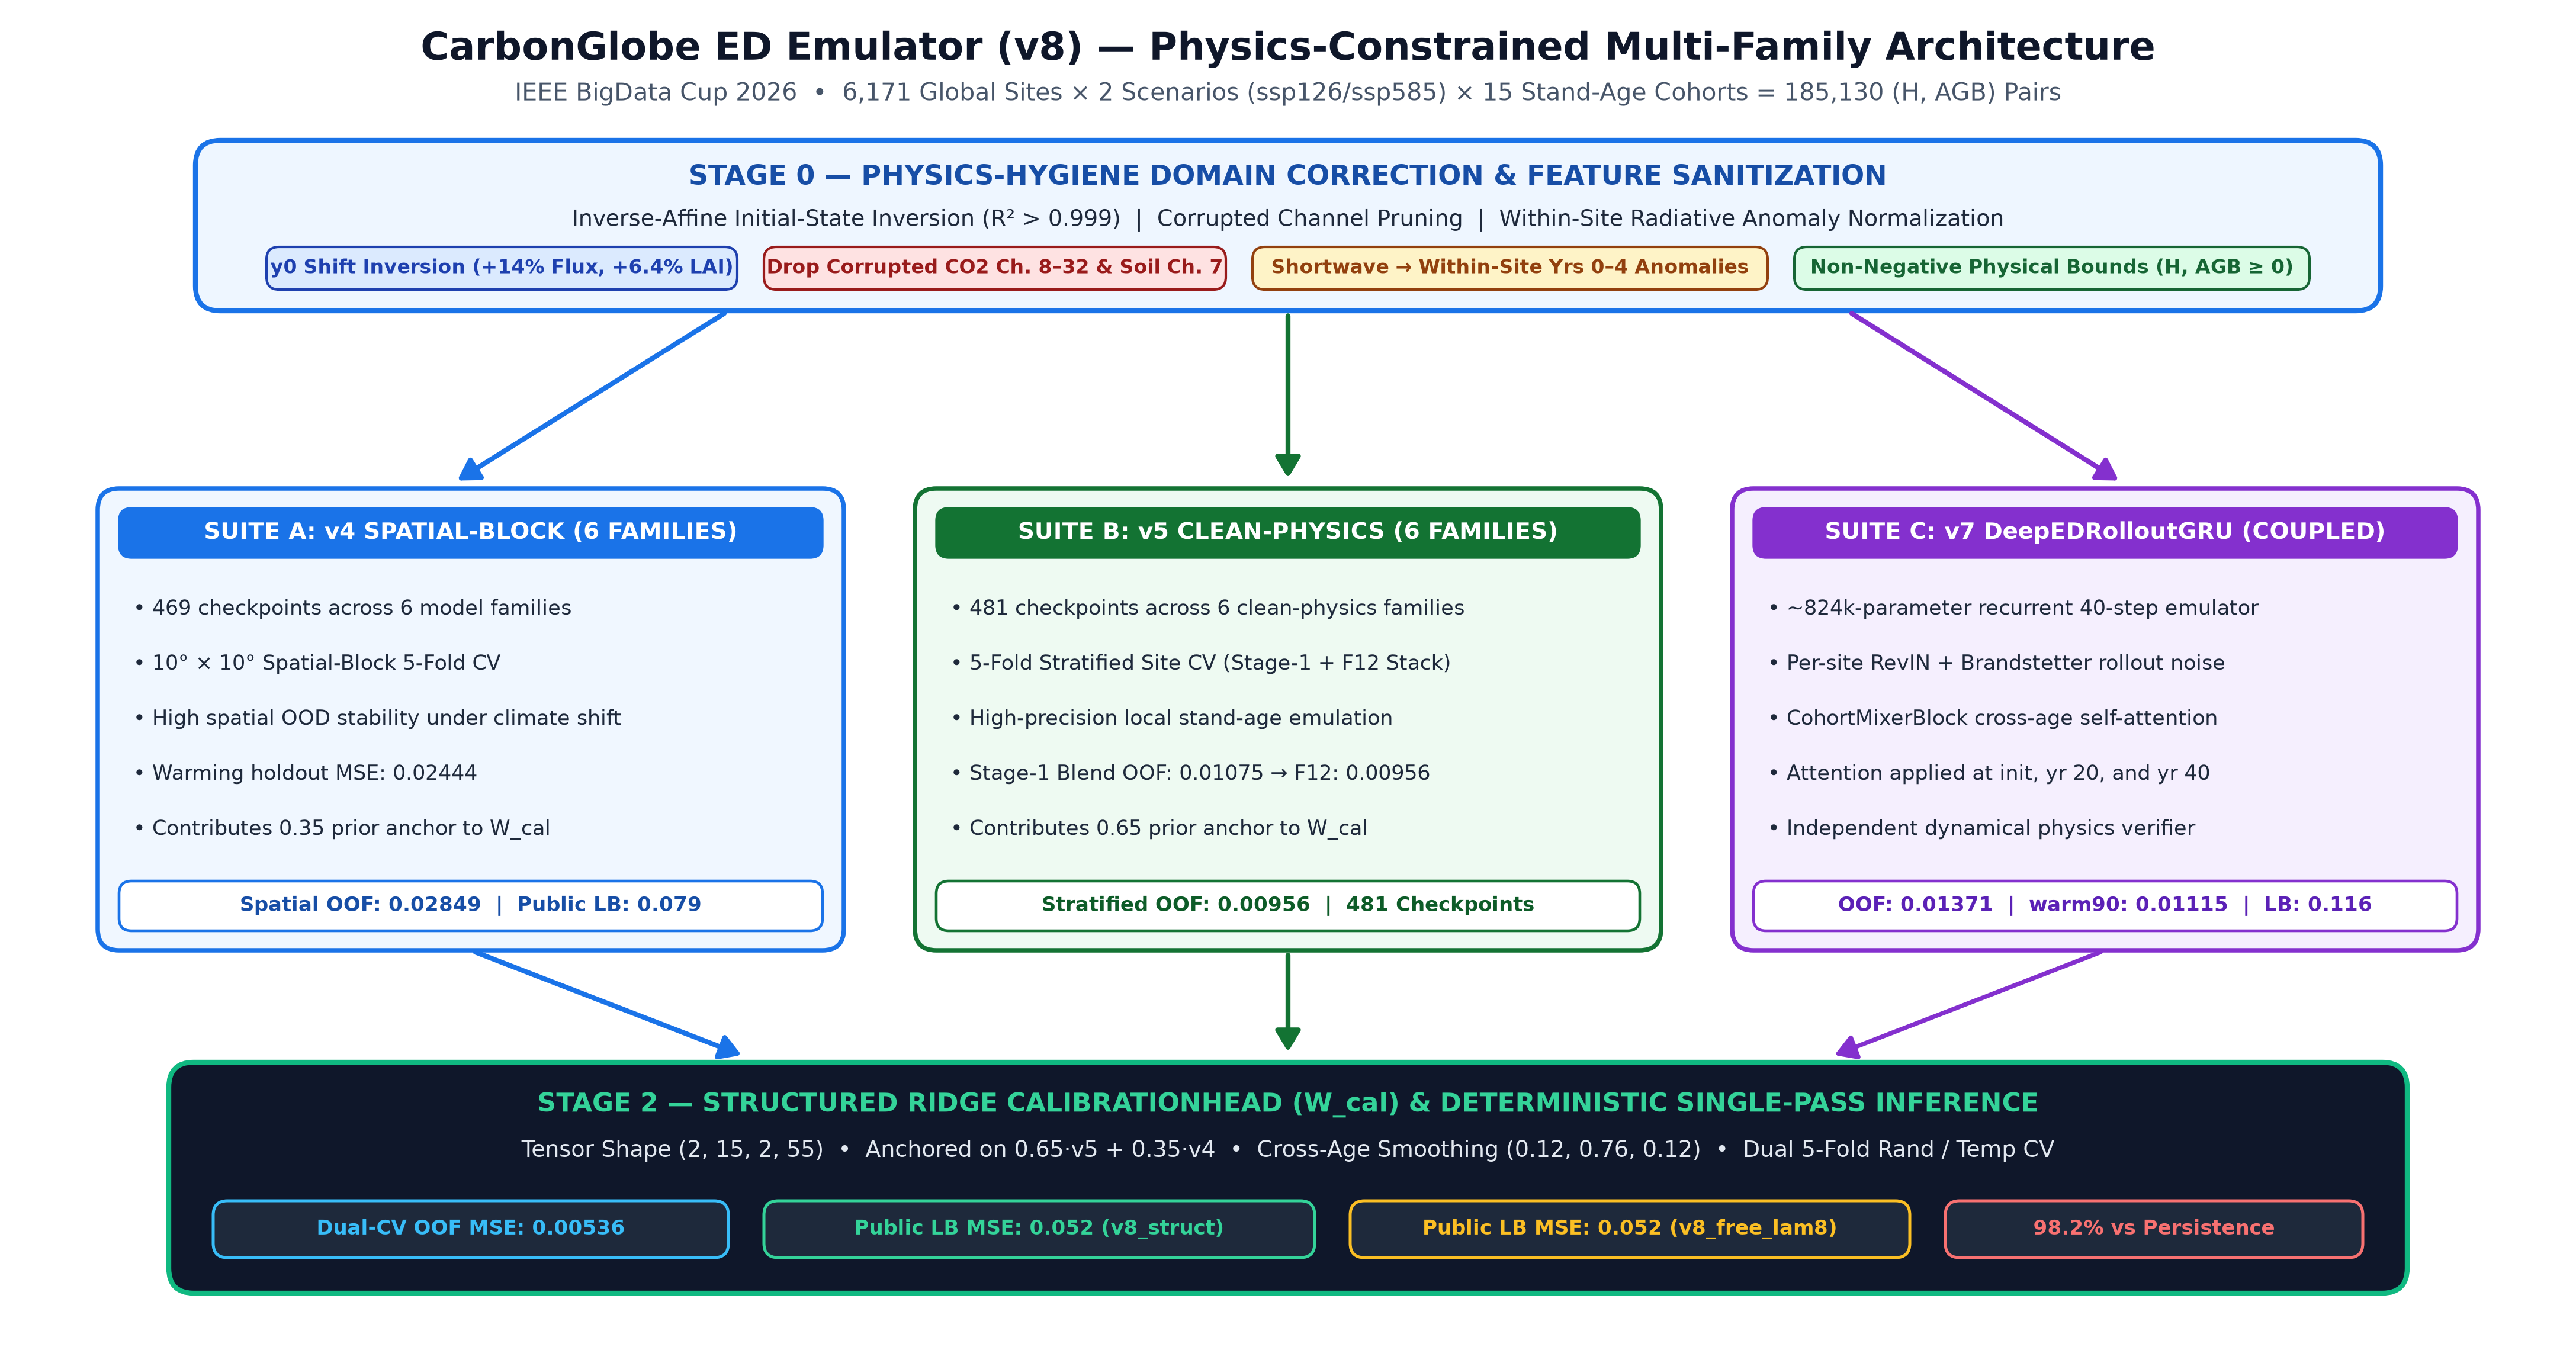 CarbonGlobe ED Emulator (v8) — Physics-Constrained Multi-Family Architecture
IEEE BigData Cup 2026 • 6,171 Global Sites × 2 Scenarios (ssp126/ssp585) × 15 Stand-Age Cohorts = 185,130 (H, AGB) Pairs
STAGE 0 — PHYSICS-HYGIENE DOMAIN CORRECTION & FEATURE SANITIZATION
Inverse-Affine Initial-State Inversion (R² > 0.999) | Corrupted Channel Pruning | Within-Site Radiative Anomaly Normalization
y0 Shift Inversion (+14% Flux, +6.4% LAI)
Drop Corrupted CO2 Ch. 8–32 & Soil Ch. 7
Shortwave → Within-Site Yrs 0–4 Anomalies
Non-Negative Physical Bounds (H, AGB ≥ 0)
SUITE A: v4 SPATIAL-BLOCK (6 FAMILIES)
• 469 checkpoints across 6 model families
• 10° × 10° Spatial-Block 5-Fold CV
• High spatial OOD stability under climate shift
• Warming holdout MSE: 0.02444
• Contributes 0.35 prior anchor to W_cal
Spatial OOF: 0.02849 | Public LB: 0.079
SUITE B: v5 CLEAN-PHYSICS (6 FAMILIES)
• 481 checkpoints across 6 clean-physics families
• 5-Fold Stratified Site CV (Stage-1 + F12 Stack)
• High-precision local stand-age emulation
• Stage-1 Blend OOF: 0.01075 → F12: 0.00956
• Contributes 0.65 prior anchor to W_cal
Stratified OOF: 0.00956 | 481 Checkpoints
SUITE C: v7 DeepEDRolloutGRU (COUPLED)
• ~824k-parameter recurrent 40-step emulator
• Per-site RevIN + Brandstetter rollout noise
• CohortMixerBlock cross-age self-attention
• Attention applied at init, yr 20, and yr 40
• Independent dynamical physics verifier
OOF: 0.01371 | warm90: 0.01115 | LB: 0.116
STAGE 2 — STRUCTURED RIDGE CALIBRATIONHEAD (W_cal) & DETERMINISTIC SINGLE-PASS INFERENCE
Tensor Shape (2, 15, 2, 55) • Anchored on 0.65·v5 + 0.35·v4 • Cross-Age Smoothing (0.12, 0.76, 0.12) • Dual 5-Fold Rand / Temp CV
Dual-CV OOF MSE: 0.00536
Public LB MSE: 0.052 (v8_struct)
Public LB MSE: 0.052 (v8_free_lam8)
98.2% vs Persistence